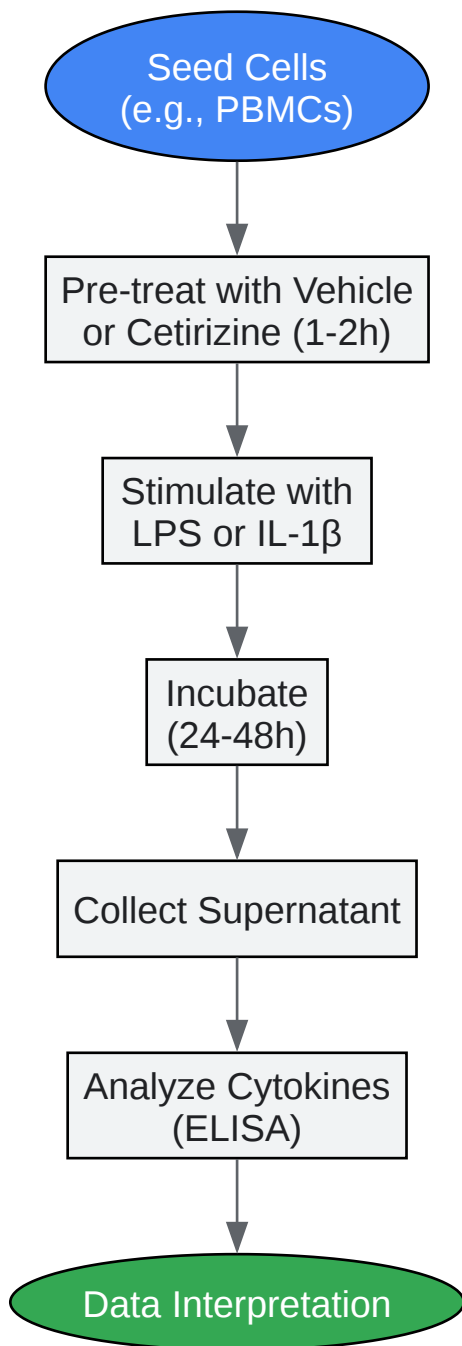 Seed Cells
(e.g., PBMCs)
Pre-treat with Vehicle
or Cetirizine (1-2h)
Stimulate with
LPS or IL-1β
Incubate
(24-48h)
Collect Supernatant
Analyze Cytokines
(ELISA)
Data Interpretation